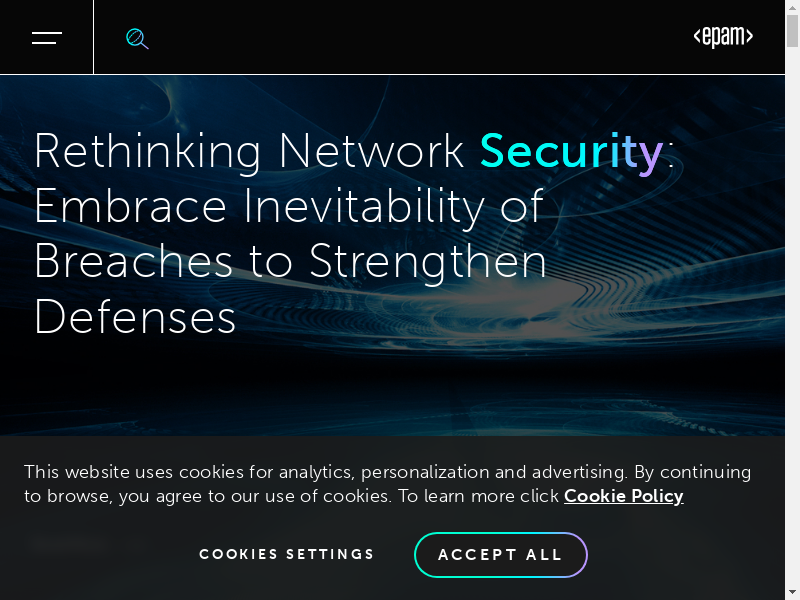 <epam>
Rethinking Network Security:
Embrace Inevitability of
Breaches to Strengthen
Defenses
This website uses cookies for analytics, personalization and advertising. By continuing
to browse, you agree to our use of cookies. To learn more click Cookie Policy
COOKIES SETTINGS
ACCEPT ALL